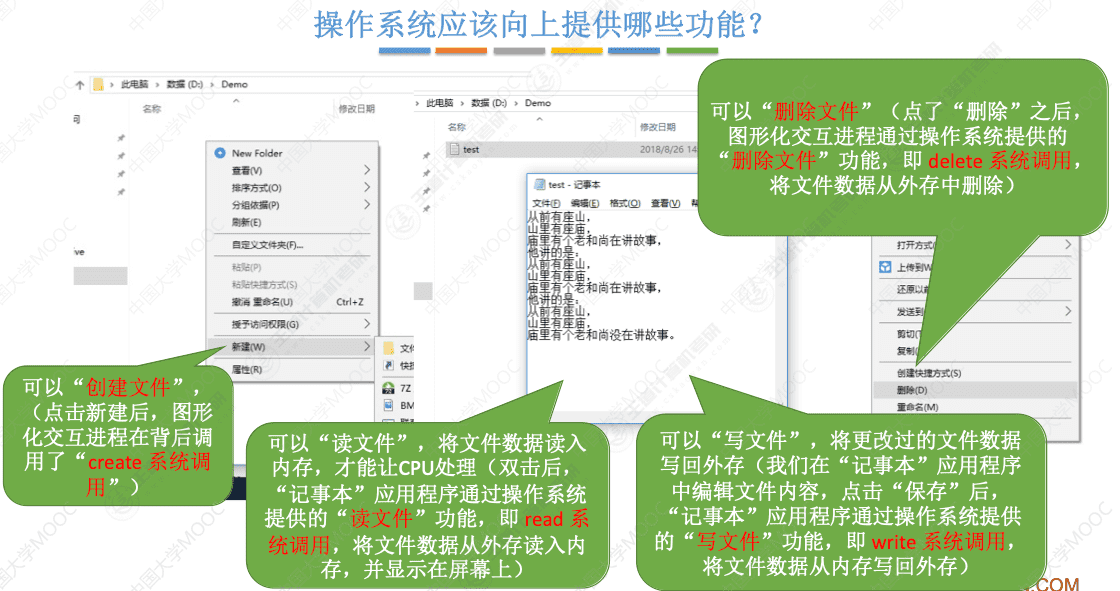 操作系统应该向上提供哪些功能？
此电脑 › 数据 (D:) › Demo
名称
修改日期
New Folder
查看(V)
排序方式(O)
分组依据(P)
刷新(E)
自定义文件夹(F)...
粘贴(P)
粘贴快捷方式(S)
撤消 重命名(U) Ctrl+Z
授予访问权限(G)
新建(W)
属性(R)
7Z
BM
此电脑 › 数据 (D:) › Demo
名称
修改日期
test
2018/8/26 14
test - 记事本
文件(F) 编辑(E) 格式(O) 查看(V)
从前有座山，
山里有座庙，
庙里有个老和尚在讲故事，
他讲的是：
从前有座山，
山里有座庙，
庙里有个老和尚在讲故事，
他讲的是：
从前有座山，
山里有座庙，
庙里有个老和尚没在讲故事。
可以“删除文件”（点了“删除”之后，
图形化交互进程通过操作系统提供的
“删除文件”功能，即 delete 系统调用，
将文件数据从外存中删除）
打开方式
上传到W
还原以前
发送到
剪切(T
复制(
创建快捷方式(S)
删除(D)
重命名(M)
可以“创建文件”，
（点击新建后，图形
化交互进程在背后调
用了“create 系统调
用”）
可以“读文件”，将文件数据读入
内存，才能让CPU处理（双击后，
“记事本”应用程序通过操作系统
提供的“读文件”功能，即 read 系
统调用，将文件数据从外存读入内
存，并显示在屏幕上）
可以“写文件”，将更改过的文件数据
写回外存（我们在“记事本”应用程序
中编辑文件内容，点击“保存”后，
“记事本”应用程序通过操作系统提供
的“写文件”功能，即 write 系统调用，
将文件数据从内存写回外存）
.COM
中国大学MOOC
王道考研